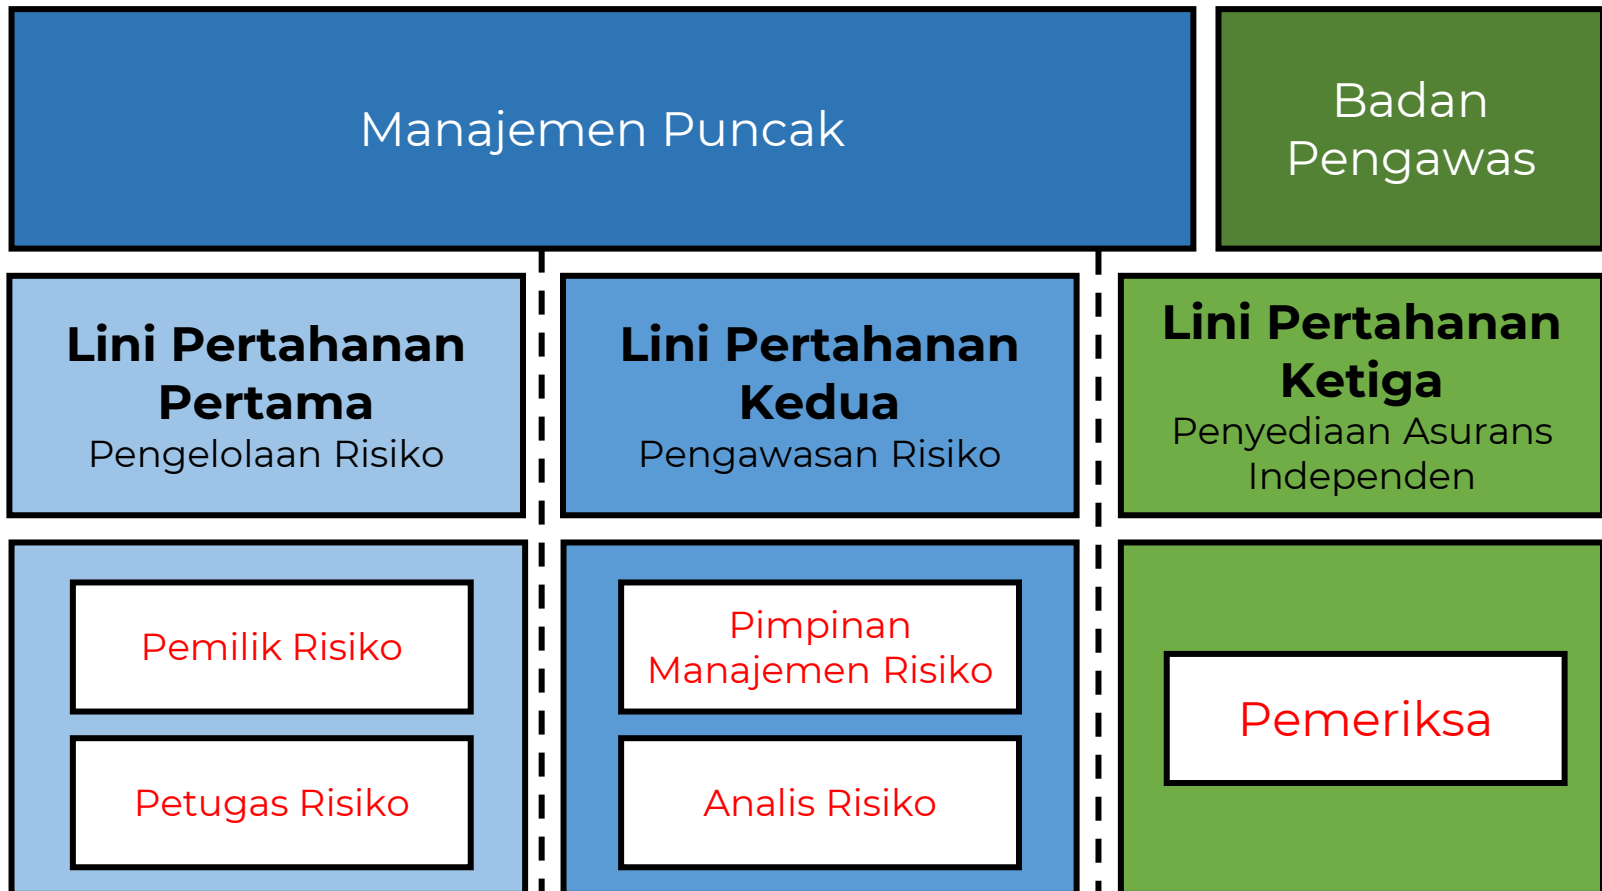 Manajemen Puncak
Badan
Pengawas
Lini Pertahanan
Pertama
Pengelolaan Risiko
Lini Pertahanan
Kedua
Pengawasan Risiko
Lini Pertahanan
Ketiga
Penyediaan Asurans
Independen
Pemilik Risiko
Petugas Risiko
Pimpinan
Manajemen Risiko
Analis Risiko
Pemeriksa